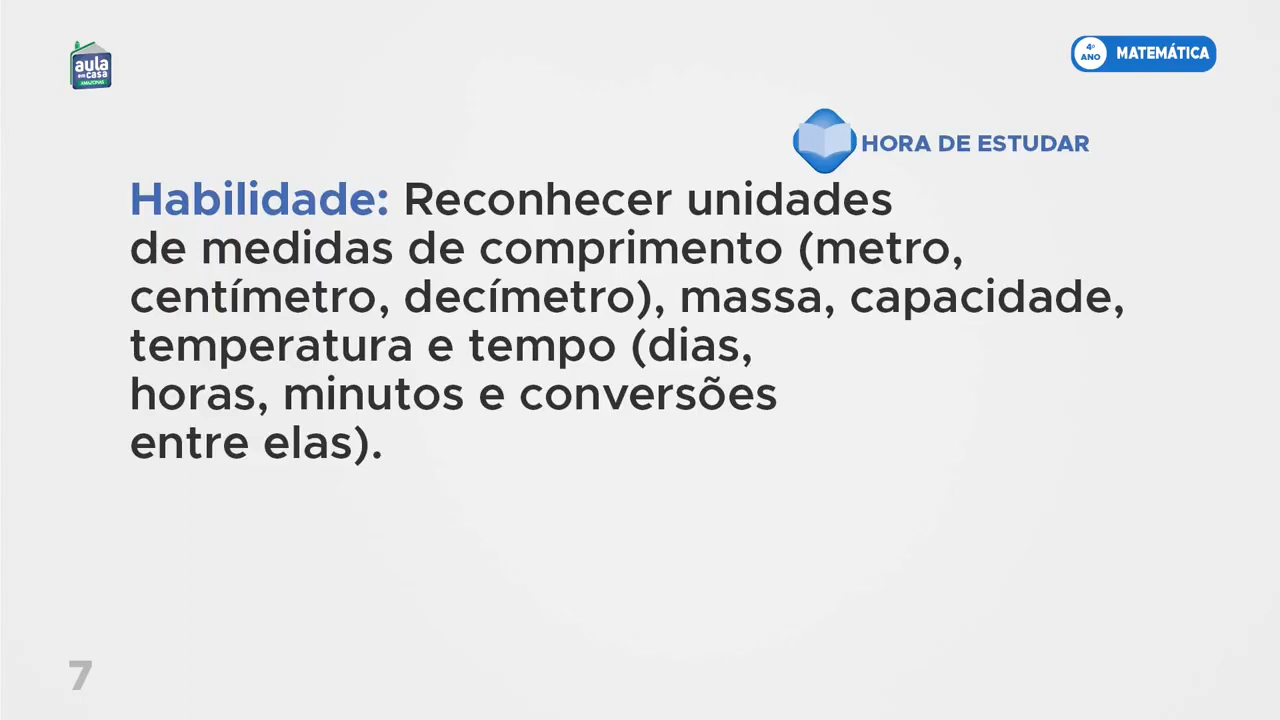 aula
em casa
AMAZONAS
4º
ANO
MATEMÁTICA
HORA DE ESTUDAR
Habilidade: Reconhecer unidades
de medidas de comprimento (metro,
centímetro, decímetro), massa, capacidade,
temperatura e tempo (dias,
horas, minutos e conversões
entre elas).
7